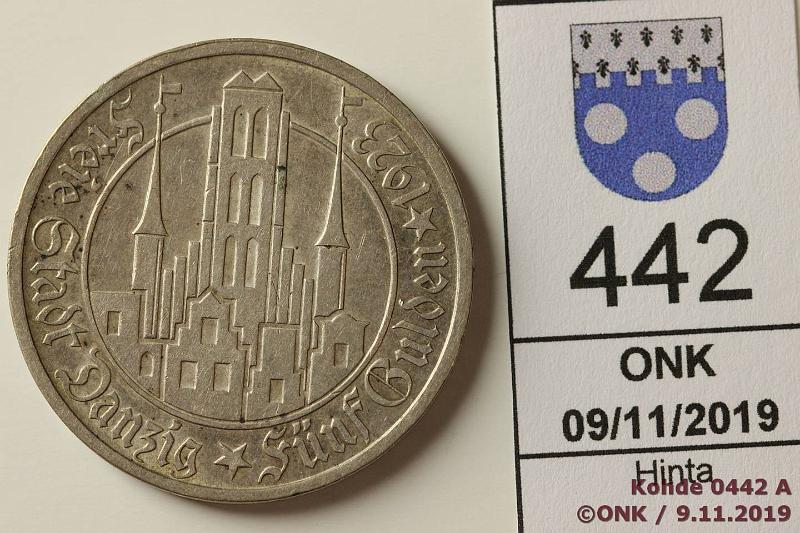 Freie Stadt Danzig ★ Fünf Gulden ★ 1923
442
ONK
09/11/2019
Hinta
Kohde 0442 A
©ONK / 9.11.2019